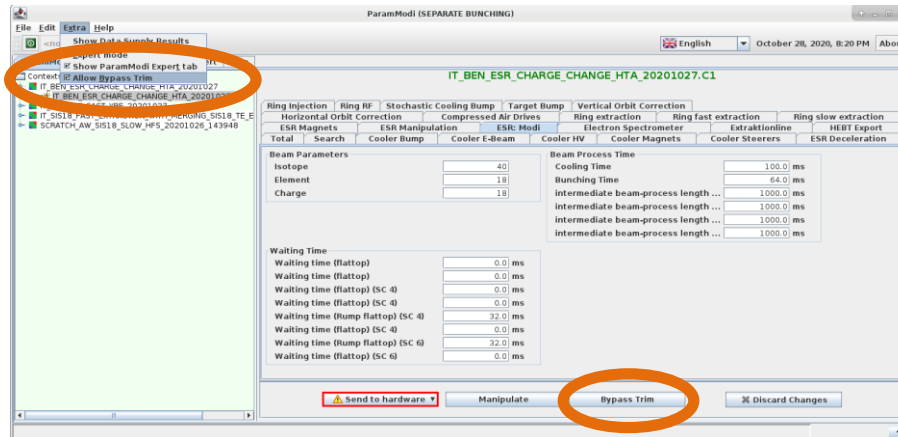 ParamModi (SEPARATE BUNCHING)
File Edit Extra Help
Show Data Supply Results
English
October 28, 2020, 8:20 PM
Expert mode
Show ParamModi Expert tab
Allow Bypass Trim
Context
IT_BEN_ESR_CHARGE_CHANGE_HTA_20201027
IT_BEN_ESR_CHARGE_CHANGE_HTA_20201027
SCRATCH_AW_SIS18_SLOW_HFS_20201026_143948
IT_BEN_ESR_CHARGE_CHANGE_HTA_20201027.C1
Ring Injection Ring RF Stochastic Cooling Bump Target Bump Vertical Orbit Correction
Horizontal Orbit Correction Compressed Air Drives Ring extraction Ring fast extraction Ring slow extraction
ESR Magnets ESR Manipulation ESR: Modi Electron Spectrometer Extraktionline HEBT Export
Total Search Cooler Bump Cooler E-Beam Cooler HV Cooler Magnets Cooler Steerers ESR Deceleration
Beam Parameters
Isotope 40
Element 18
Charge 18
Beam Process Time
Cooling Time 100.0 ms
Bunching Time 64.0 ms
intermediate beam-process length ... 1000.0 ms
intermediate beam-process length ... 1000.0 ms
intermediate beam-process length ... 1000.0 ms
intermediate beam-process length ... 1000.0 ms
Waiting Time
Waiting time (flattop) 0.0 ms
Waiting time (flattop) 0.0 ms
Waiting time (flattop) (SC 4) 0.0 ms
Waiting time (flattop) (SC 4) 0.0 ms
Waiting time (Rump flattop) (SC 4) 32.0 ms
Waiting time (flattop) (SC 4) 0.0 ms
Waiting time (Rump flattop) (SC 6) 32.0 ms
Waiting time (flattop) (SC 6) 0.0 ms
Send to hardware Manipulate Bypass Trim Discard Changes